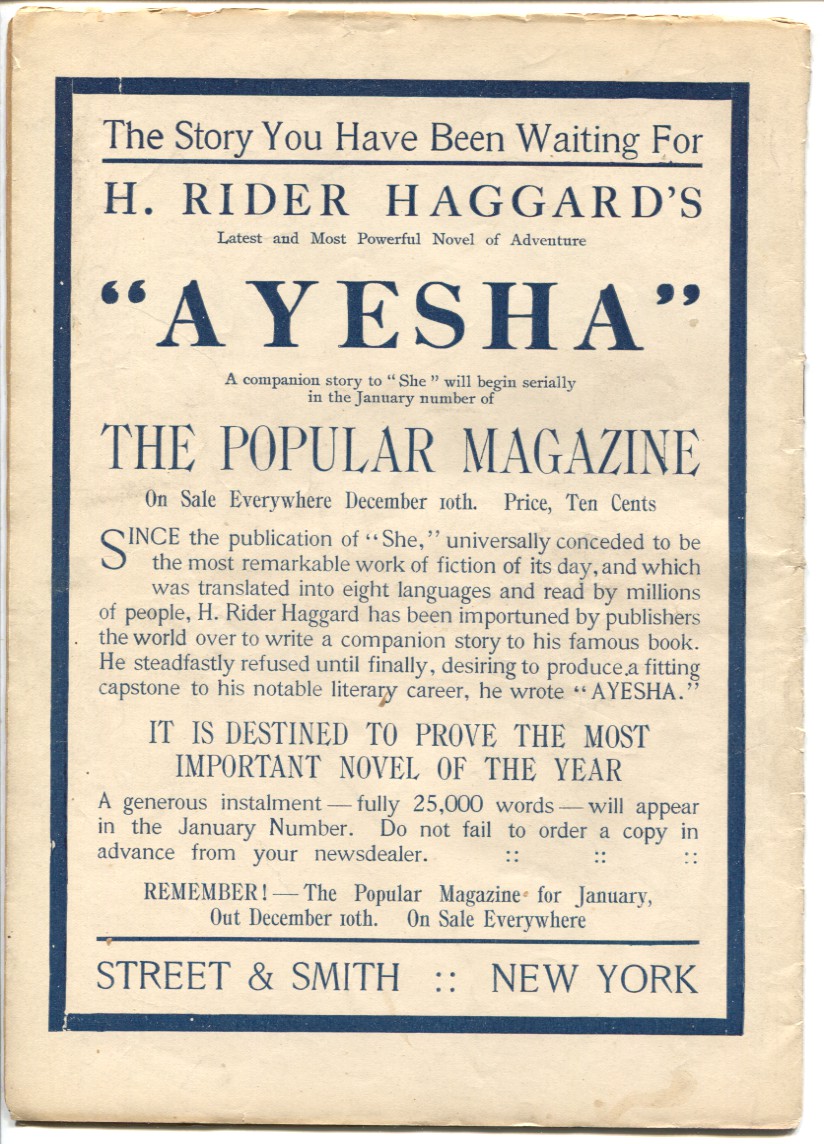 The Story You Have Been Waiting For
H. RIDER HAGGARD'S
Latest and Most Powerful Novel of Adventure
“AYESHA”
A companion story to “She” will begin serially
in the January number of
THE POPULAR MAGAZINE
On Sale Everywhere December 10th. Price, Ten Cents
SINCE the publication of “She,” universally conceded to be
the most remarkable work of fiction of its day, and which
was translated into eight languages and read by millions
of people, H. Rider Haggard has been importuned by publishers
the world over to write a companion story to his famous book.
He steadfastly refused until finally, desiring to produce a fitting
capstone to his notable literary career, he wrote “AYESHA.”
IT IS DESTINED TO PROVE THE MOST
IMPORTANT NOVEL OF THE YEAR
A generous instalment — fully 25,000 words — will appear
in the January Number. Do not fail to order a copy in
advance from your newsdealer. :: :: ::
REMEMBER! — The Popular Magazine for January,
Out December 10th. On Sale Everywhere
STREET & SMITH :: NEW YORK